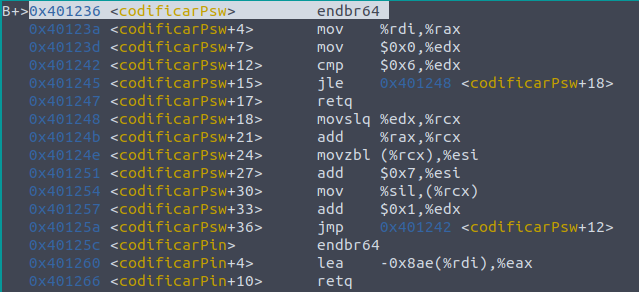 B+>0x401236 <codificarPsw> endbr64
0x40123a <codificarPsw+4> mov %rdi,%rax
0x40123d <codificarPsw+7> mov $0x0,%edx
0x401242 <codificarPsw+12> cmp $0x6,%edx
0x401245 <codificarPsw+15> jle 0x401248 <codificarPsw+18>
0x401247 <codificarPsw+17> retq
0x401248 <codificarPsw+18> movslq %edx,%rcx
0x40124b <codificarPsw+21> add %rax,%rcx
0x40124e <codificarPsw+24> movzbl (%rcx),%esi
0x401251 <codificarPsw+27> add $0x7,%esi
0x401254 <codificarPsw+30> mov %sil,(%rcx)
0x401257 <codificarPsw+33> add $0x1,%edx
0x40125a <codificarPsw+36> jmp 0x401242 <codificarPsw+12>
0x40125c <codificarPin> endbr64
0x401260 <codificarPin+4> lea -0x8ae(%rdi),%eax
0x401266 <codificarPin+10> retq